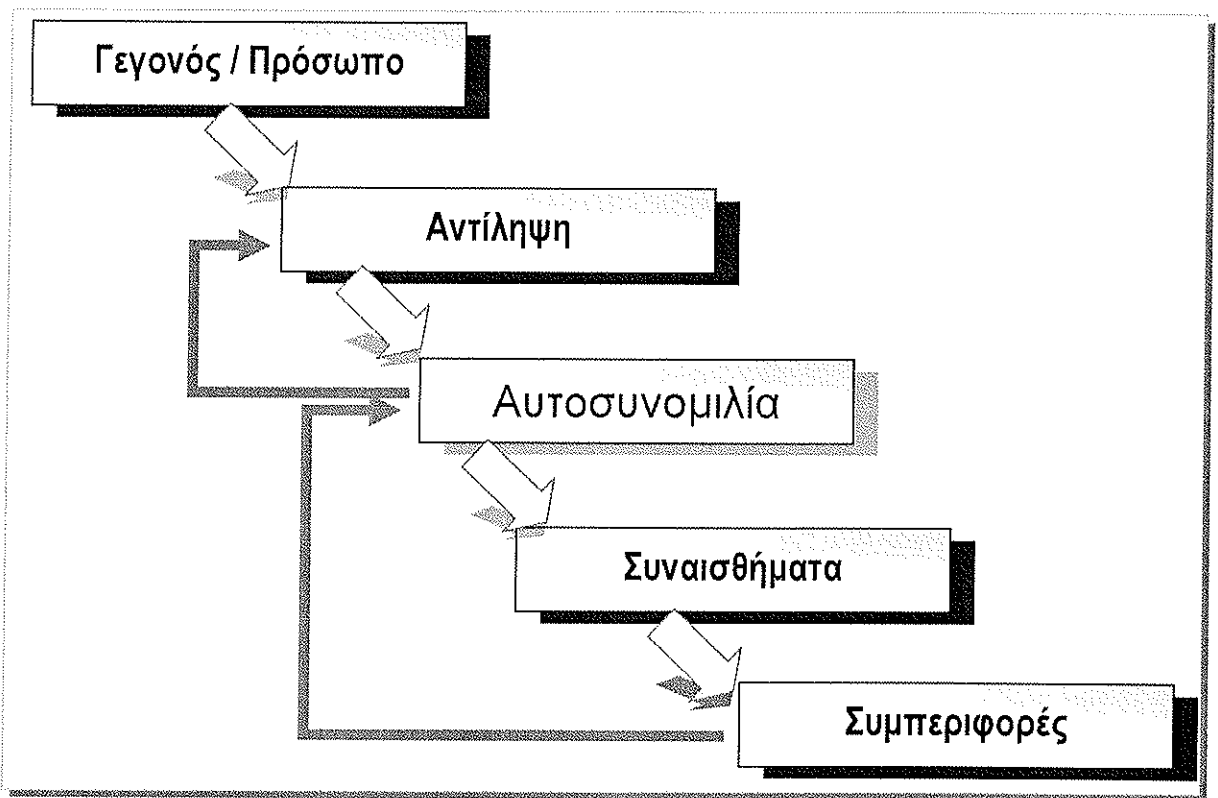 Γεγονός / Πρόσωπο
Αντίληψη
Αυτοσυνομιλία
Συναισθήματα
Συμπεριφορές